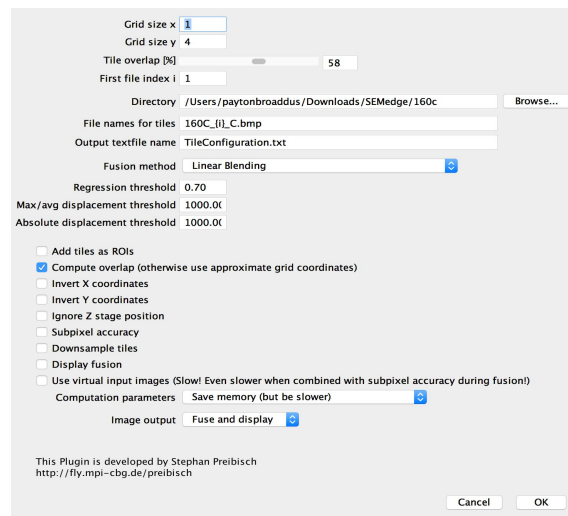 Grid size x 1
Grid size y 4
Tile overlap [%] 58
First file index i 1
Directory /Users/paytonbroaddus/Downloads/SEMedge/160c Browse...
File names for tiles 160C_{i}_C.bmp
Output textfile name TileConfiguration.txt
Fusion method Linear Blending
Regression threshold 0.70
Max/avg displacement threshold 1000.0(
Absolute displacement threshold 1000.0(
Add tiles as ROIs
Compute overlap (otherwise use approximate grid coordinates)
Invert X coordinates
Invert Y coordinates
Ignore Z stage position
Subpixel accuracy
Downsample tiles
Display fusion
Use virtual input images (Slow! Even slower when combined with subpixel accuracy during fusion!)
Computation parameters Save memory (but be slower)
Image output Fuse and display
This Plugin is developed by Stephan Preibisch
http://fly.mpi-cbg.de/preibisch
Cancel OK